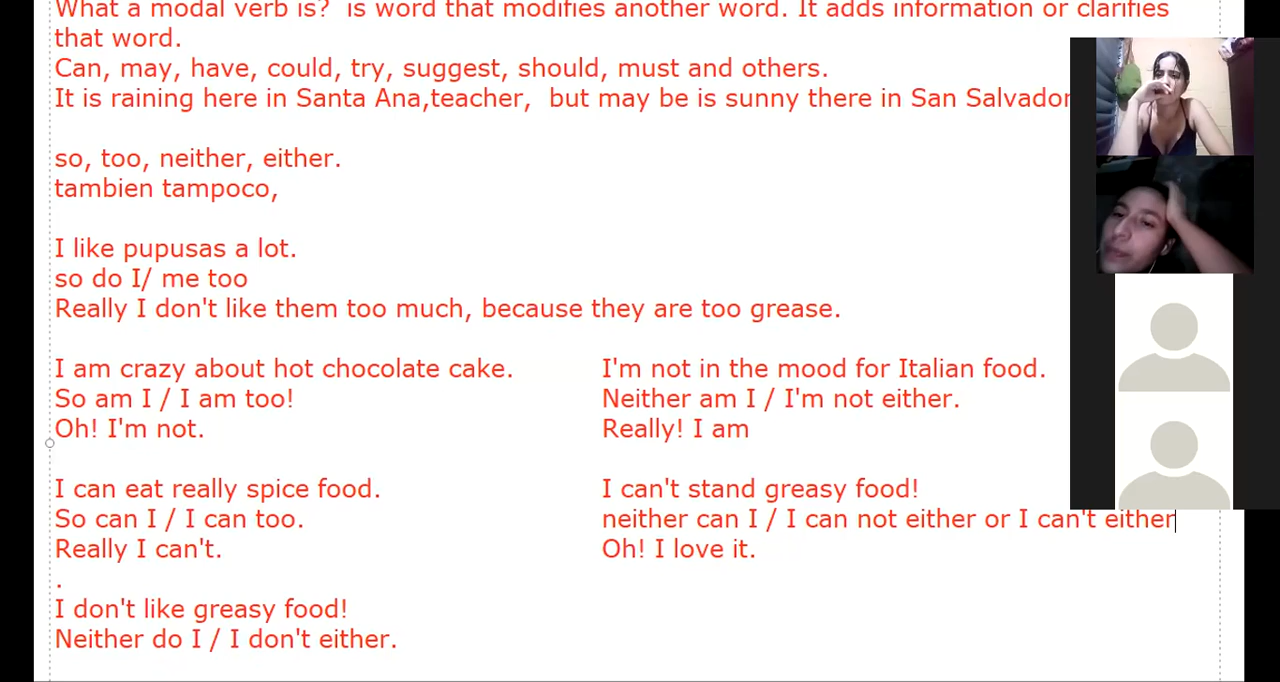 What a modal verb is?  is word that modifies another word. It adds information or clarifies
that word.
Can, may, have, could, try, suggest, should, must and others.
It is raining here in Santa Ana,teacher,  but may be is sunny there in San Salvador
so, too, neither, either.
tambien tampoco,
I like pupusas a lot.
so do I/ me too
Really I don't like them too much, because they are too grease.
I am crazy about hot chocolate cake.
So am I / I am too!
Oh! I'm not.
I'm not in the mood for Italian food.
Neither am I / I'm not either.
Really! I am
I can eat really spice food.
So can I / I can too.
Really I can't.
.
I can't stand greasy food!
neither can I / I can not either or I can't either
Oh! I love it.
I don't like greasy food!
Neither do I / I don't either.